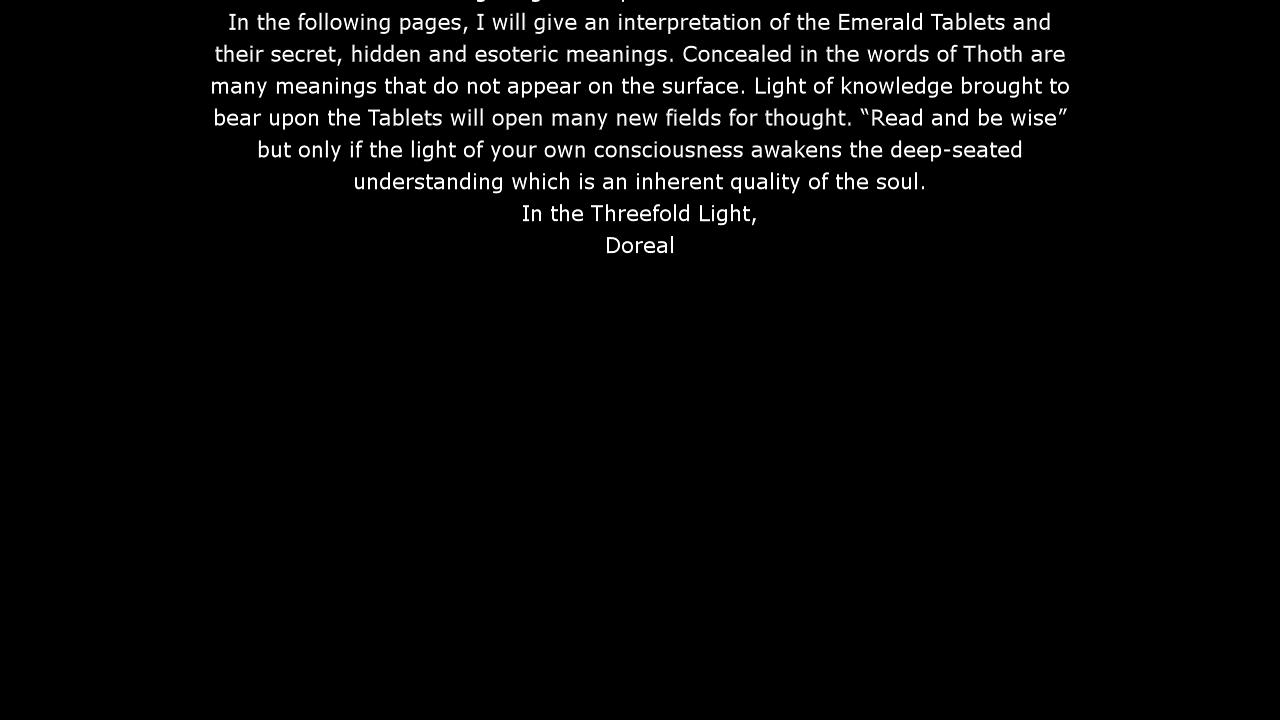 In the following pages, I will give an interpretation of the Emerald Tablets and
their secret, hidden and esoteric meanings. Concealed in the words of Thoth are
many meanings that do not appear on the surface. Light of knowledge brought to
bear upon the Tablets will open many new fields for thought. “Read and be wise”
but only if the light of your own consciousness awakens the deep-seated
understanding which is an inherent quality of the soul.
In the Threefold Light,
Doreal